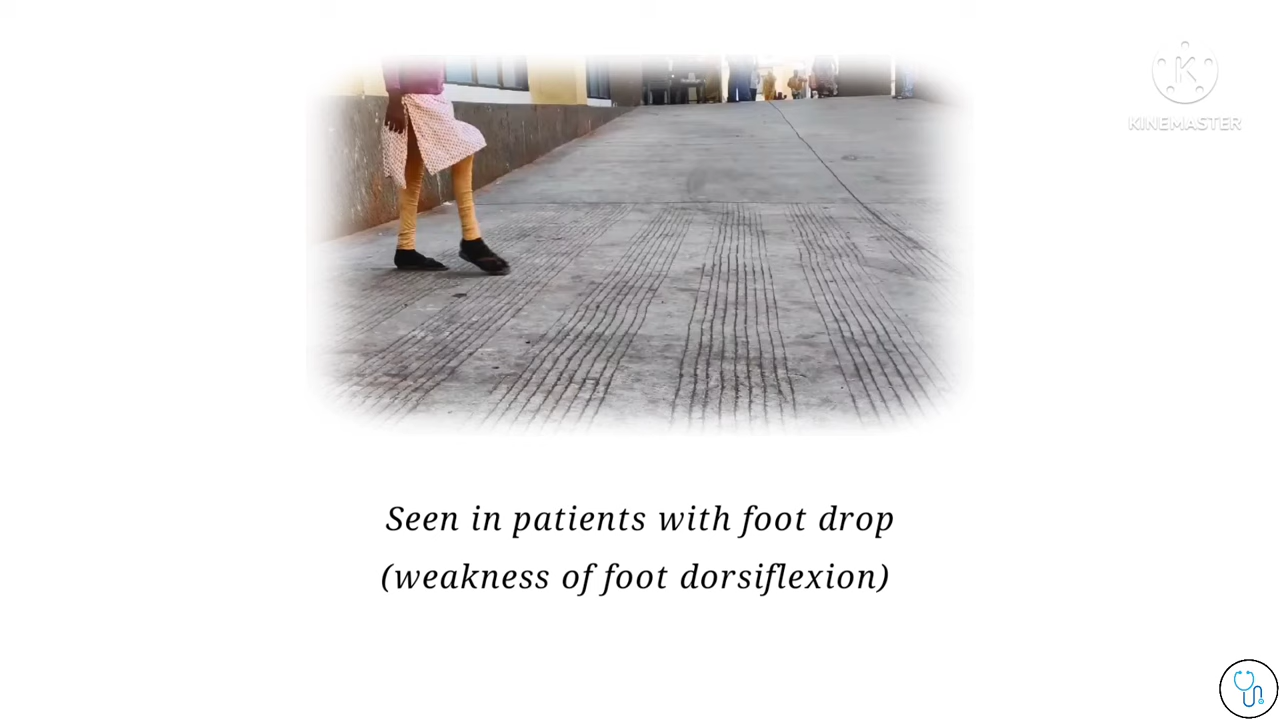 KINEMASTER
Seen in patients with foot drop
(weakness of foot dorsiflexion)